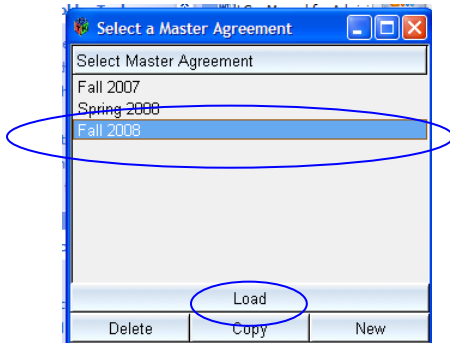 Select a Master Agreement
Select Master Agreement
Fall 2007
Spring 2008
Fall 2008
Load
Delete Copy New